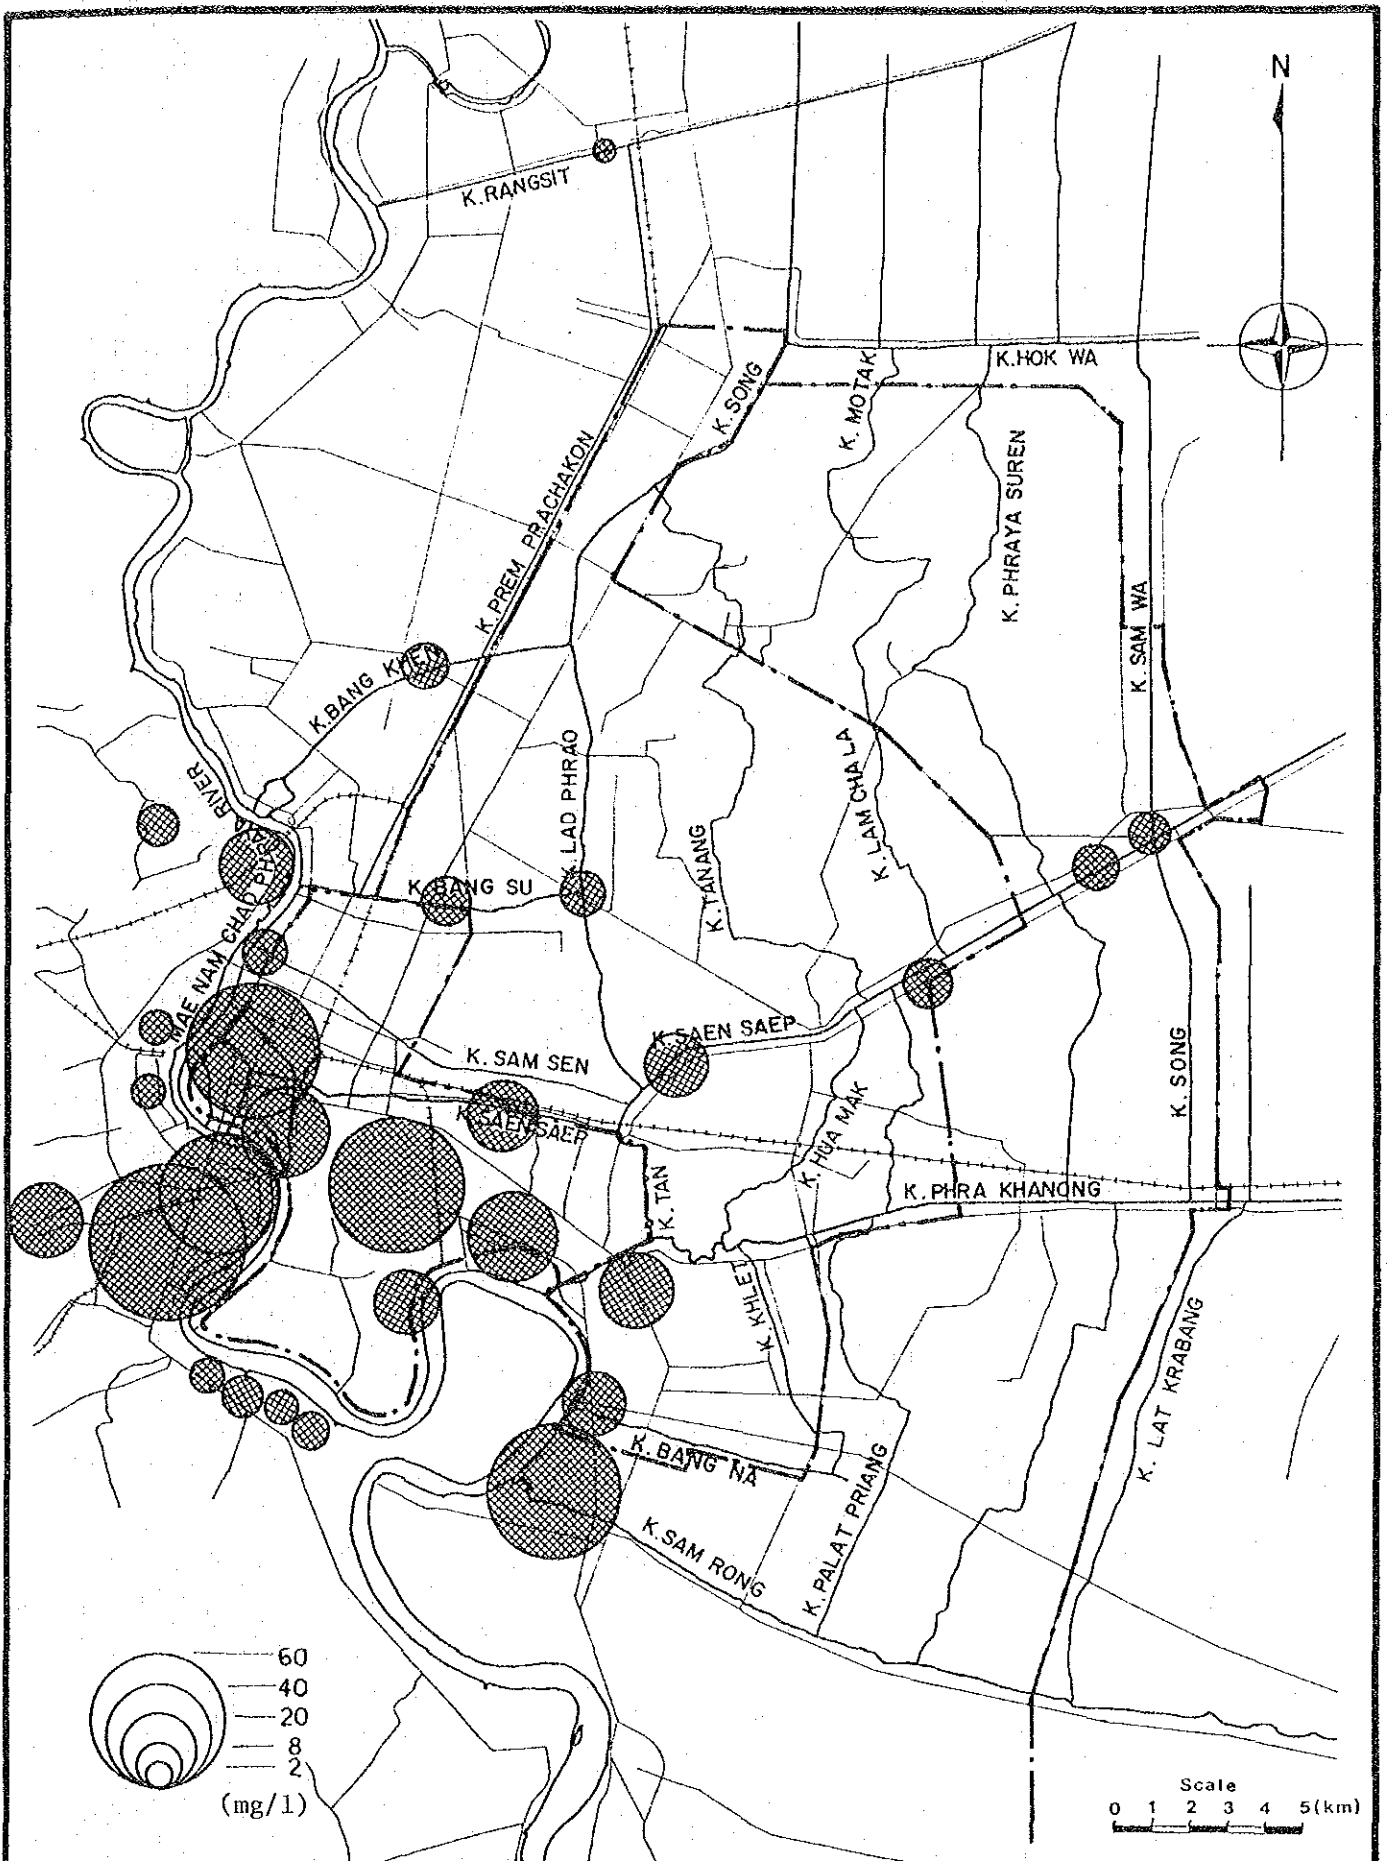 N
K.RANGSIT
K.HOK WA
K. MOTAK
K. SONG
K. PREM PRACHAKON
K. PHRAYA SUREN
K. SAM WA
K.BANG KHEN
K. LAD PHRAO
K. LAM CHALA
K.TANANG
MAE NAM CHAO PHRAYA RIVER
K.BANG SU
K.SAEN SAEP
K. SAM SEN
K. SONG
K.SAEN SAEP
K. HUA MAK
K. TAN
K. PHRA KHANONG
K. KHLET
K. LAT KRABANG
K. BANG NA
K. PALAT PRIANG
K. SAM RONG
60
40
20
8
2
(mg/l)
Scale
0 1 2 3 4 5(km)